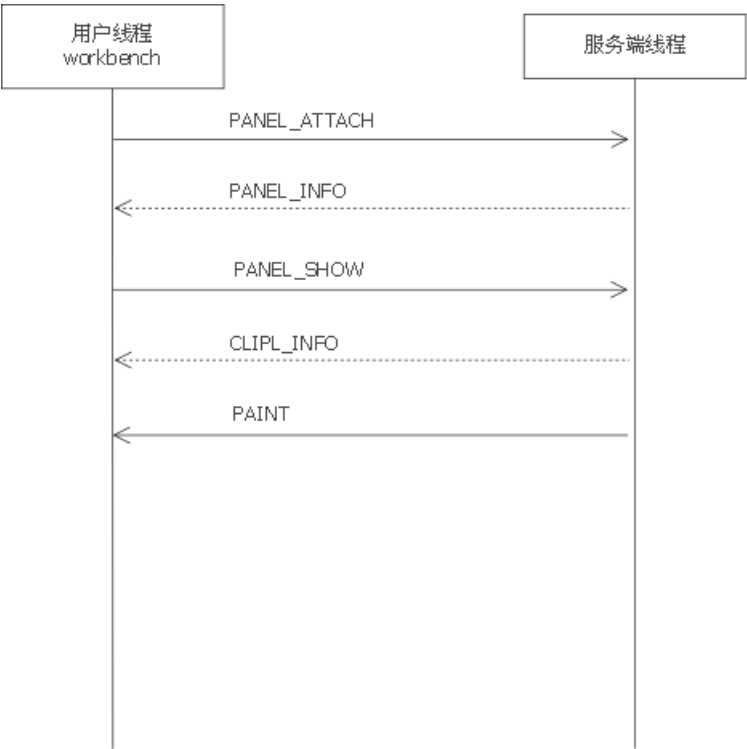 用户线程
workbench
服务端线程
PANEL_ATTACH
PANEL_INFO
PANEL_SHOW
CLIPL_INFO
PAINT